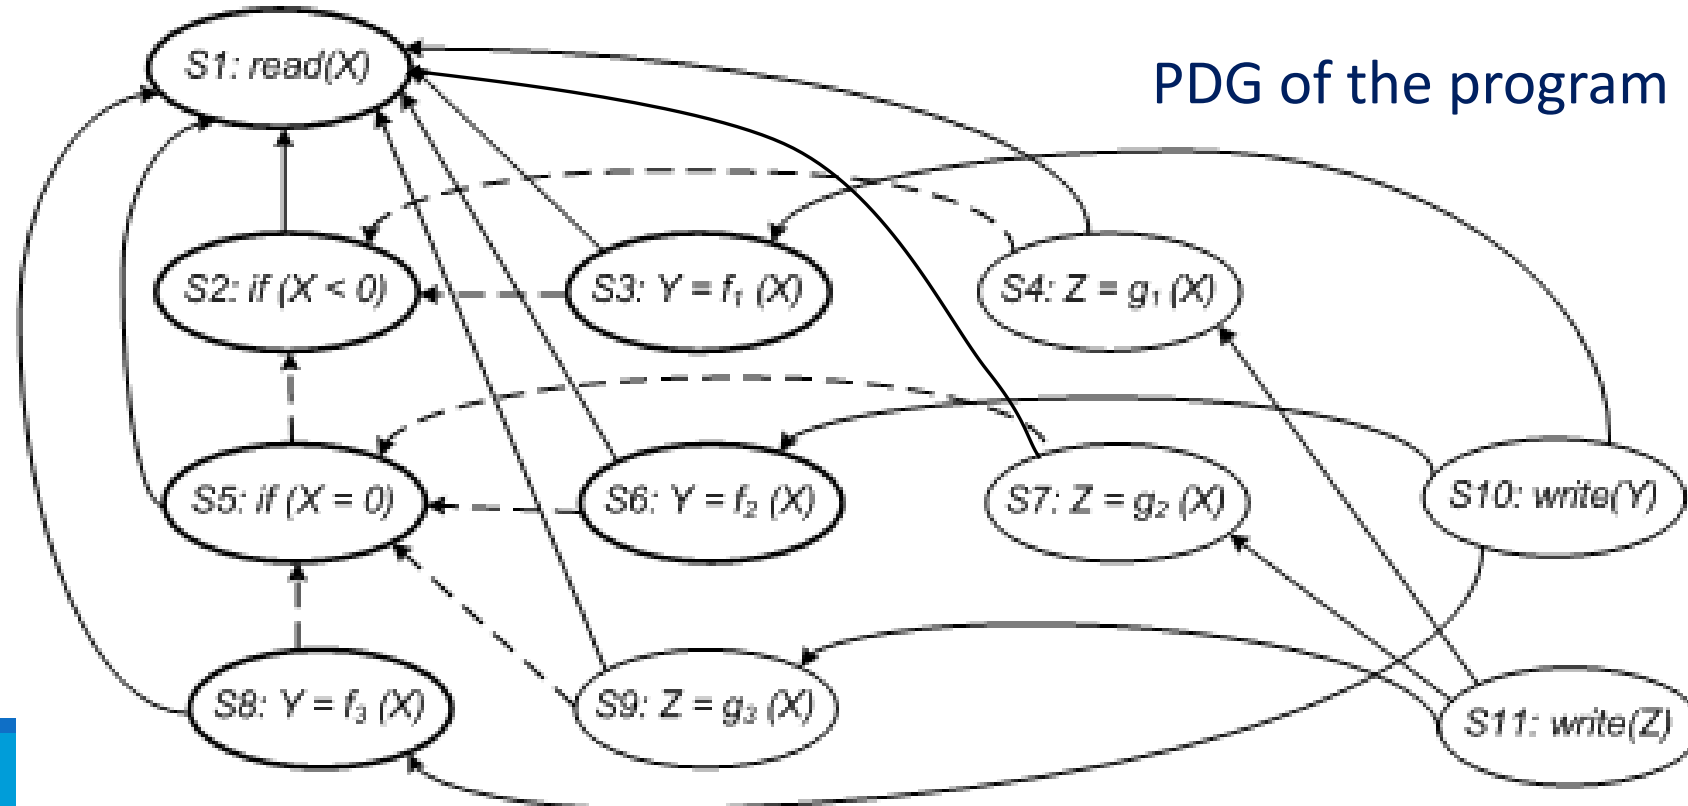 PDG of the program
S1: read(X)
S2: if (X < 0)
S3: Y = f₁ (X)
S4: Z = g₁ (X)
S5: if (X = 0)
S6: Y = f₂ (X)
S7: Z = g₂ (X)
S10: write(Y)
S8: Y = f₃ (X)
S9: Z = g₃ (X)
S11: write(Z)